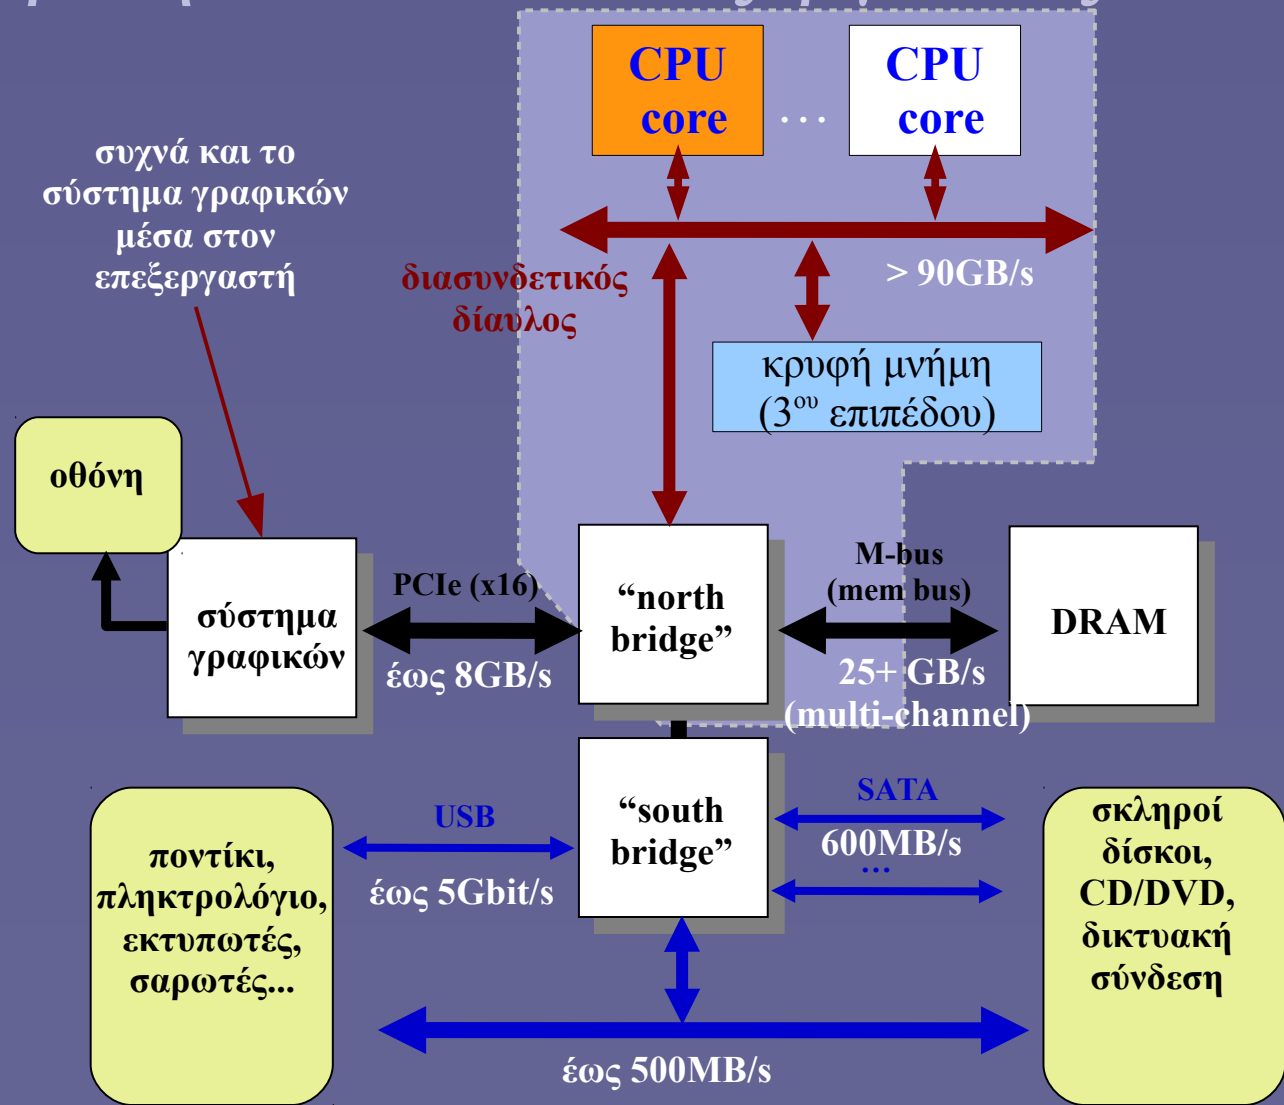 CPU
core
...
CPU
core
συχνά και το
σύστημα γραφικών
μέσα στον
επεξεργαστή
διασυνδετικός
δίαυλος
> 90GB/s
κρυφή μνήμη
(3ου επιπέδου)
οθόνη
σύστημα
γραφικών
PCIe (x16)
έως 8GB/s
“north
bridge”
M-bus
(mem bus)
25+ GB/s
(multi-channel)
DRAM
ποντίκι,
πληκτρολόγιο,
εκτυπωτές,
σαρωτές...
USB
έως 5Gbit/s
“south
bridge”
SATA
600MB/s
...
σκληροί
δίσκοι,
CD/DVD,
δικτυακή
σύνδεση
έως 500MB/s